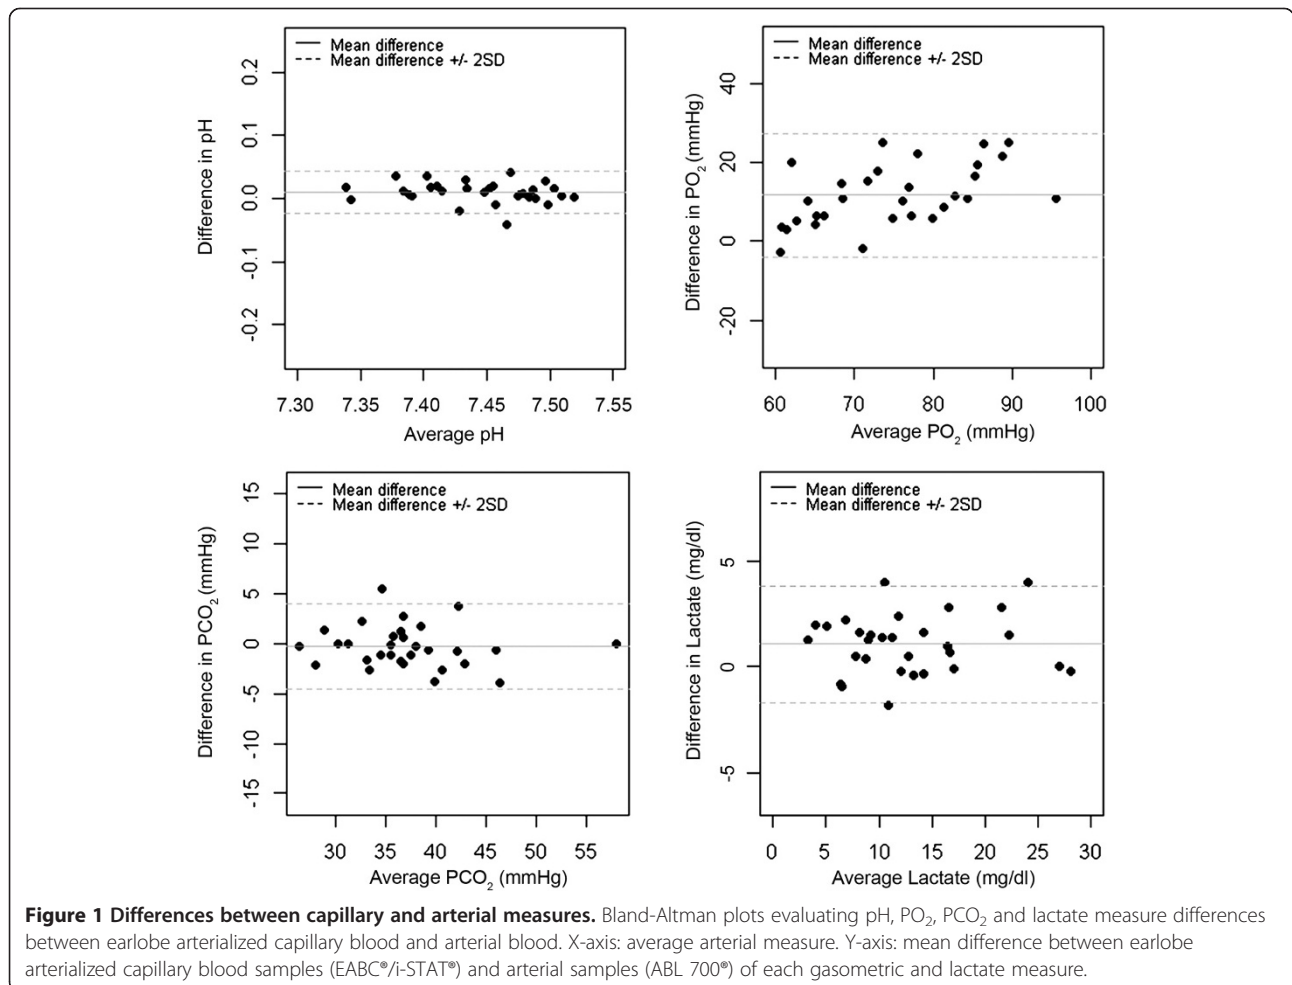 Mean difference
Mean difference +/- 2SD
0.2
0.1
0.0
-0.1
-0.2
Difference in pH
7.30 7.35 7.40 7.45 7.50 7.55
Average pH
Mean difference
Mean difference +/- 2SD
40
20
0
-20
Difference in PO2 (mmHg)
60 70 80 90 100
Average PO2 (mmHg)
Mean difference
Mean difference +/- 2SD
15
10
5
0
-5
-10
-15
Difference in PCO2 (mmHg)
30 35 40 45 50 55
Average PCO2 (mmHg)
Mean difference
Mean difference +/- 2SD
5
0
-5
Difference in Lactate (mg/dl)
0 5 10 15 20 25 30
Average Lactate (mg/dl)
Figure 1 Differences between capillary and arterial measures. Bland-Altman plots evaluating pH, PO2, PCO2 and lactate measure differences
between earlobe arterialized capillary blood and arterial blood. X-axis: average arterial measure. Y-axis: mean difference between earlobe
arterialized capillary blood samples (EABC®/i-STAT®) and arterial samples (ABL 700®) of each gasometric and lactate measure.